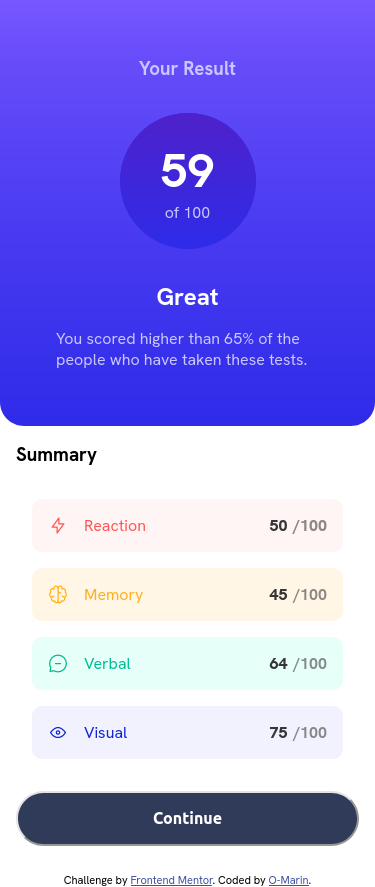 Your Result
59
of 100
Great
You scored higher than 65% of the
people who have taken these tests.
Summary
Reaction 50 /100
Memory 45 /100
Verbal 64 /100
Visual 75 /100
Continue
Challenge by Frontend Mentor. Coded by O-Marin.